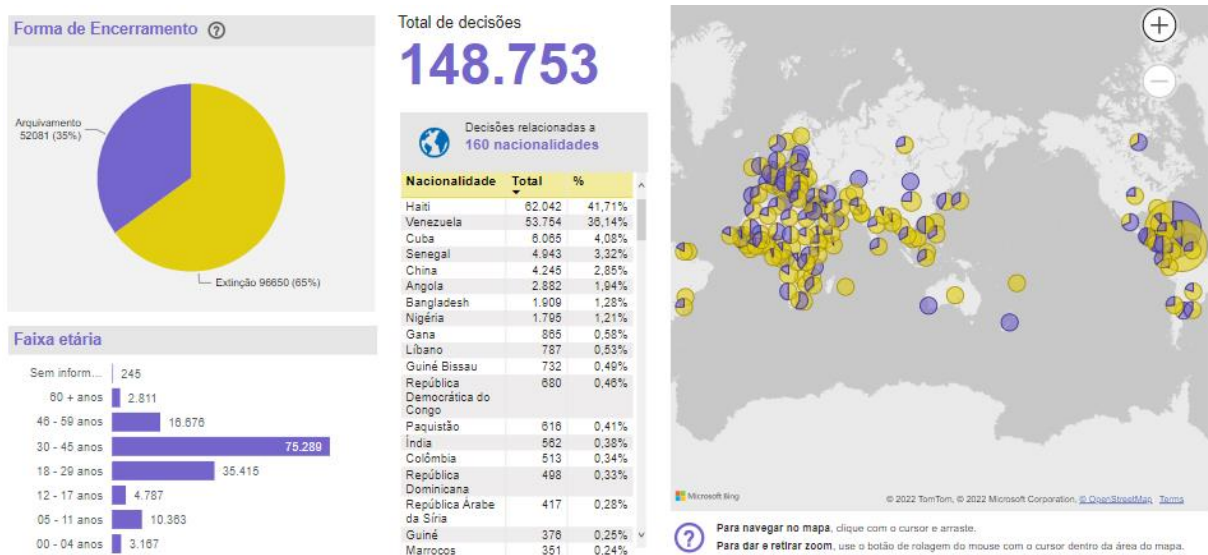 Forma de Encerramento ?
Arquivamento
52081 (35%)
Extinção 96650 (65%)
Faixa etária
Sem inform... 245
60 + anos 2.811
46 - 59 anos 16.676
30 - 45 anos 75.289
18 - 29 anos 35.415
12 - 17 anos 4.787
05 - 11 anos 10.363
00 - 04 anos 3.167
Total de decisões
148.753
Decisões relacionadas a
160 nacionalidades
Nacionalidade Total %
Haiti 62.042 41,71%
Venezuela 53.754 36,14%
Cuba 6.065 4,08%
Senegal 4.943 3,32%
China 4.245 2,85%
Angola 2.882 1,94%
Bangladesh 1.909 1,28%
Nigéria 1.795 1,21%
Gana 865 0,58%
Líbano 787 0,53%
Guiné Bissau 732 0,49%
República 680 0,46%
Democrática do
Congo
Paquistão 616 0,41%
Índia 562 0,38%
Colômbia 513 0,34%
República 498 0,33%
Dominicana
República Árabe 417 0,28%
da Síria
Guiné 376 0,25%
Marrocos 351 0,24%
Microsoft Bing
© 2022 TomTom, © 2022 Microsoft Corporation, © OpenStreetMap Terms
? Para navegar no mapa, clique com o cursor e arraste.
Para dar e retirar zoom, use o botão de rolagem do mouse com o cursor dentro da área do mapa.